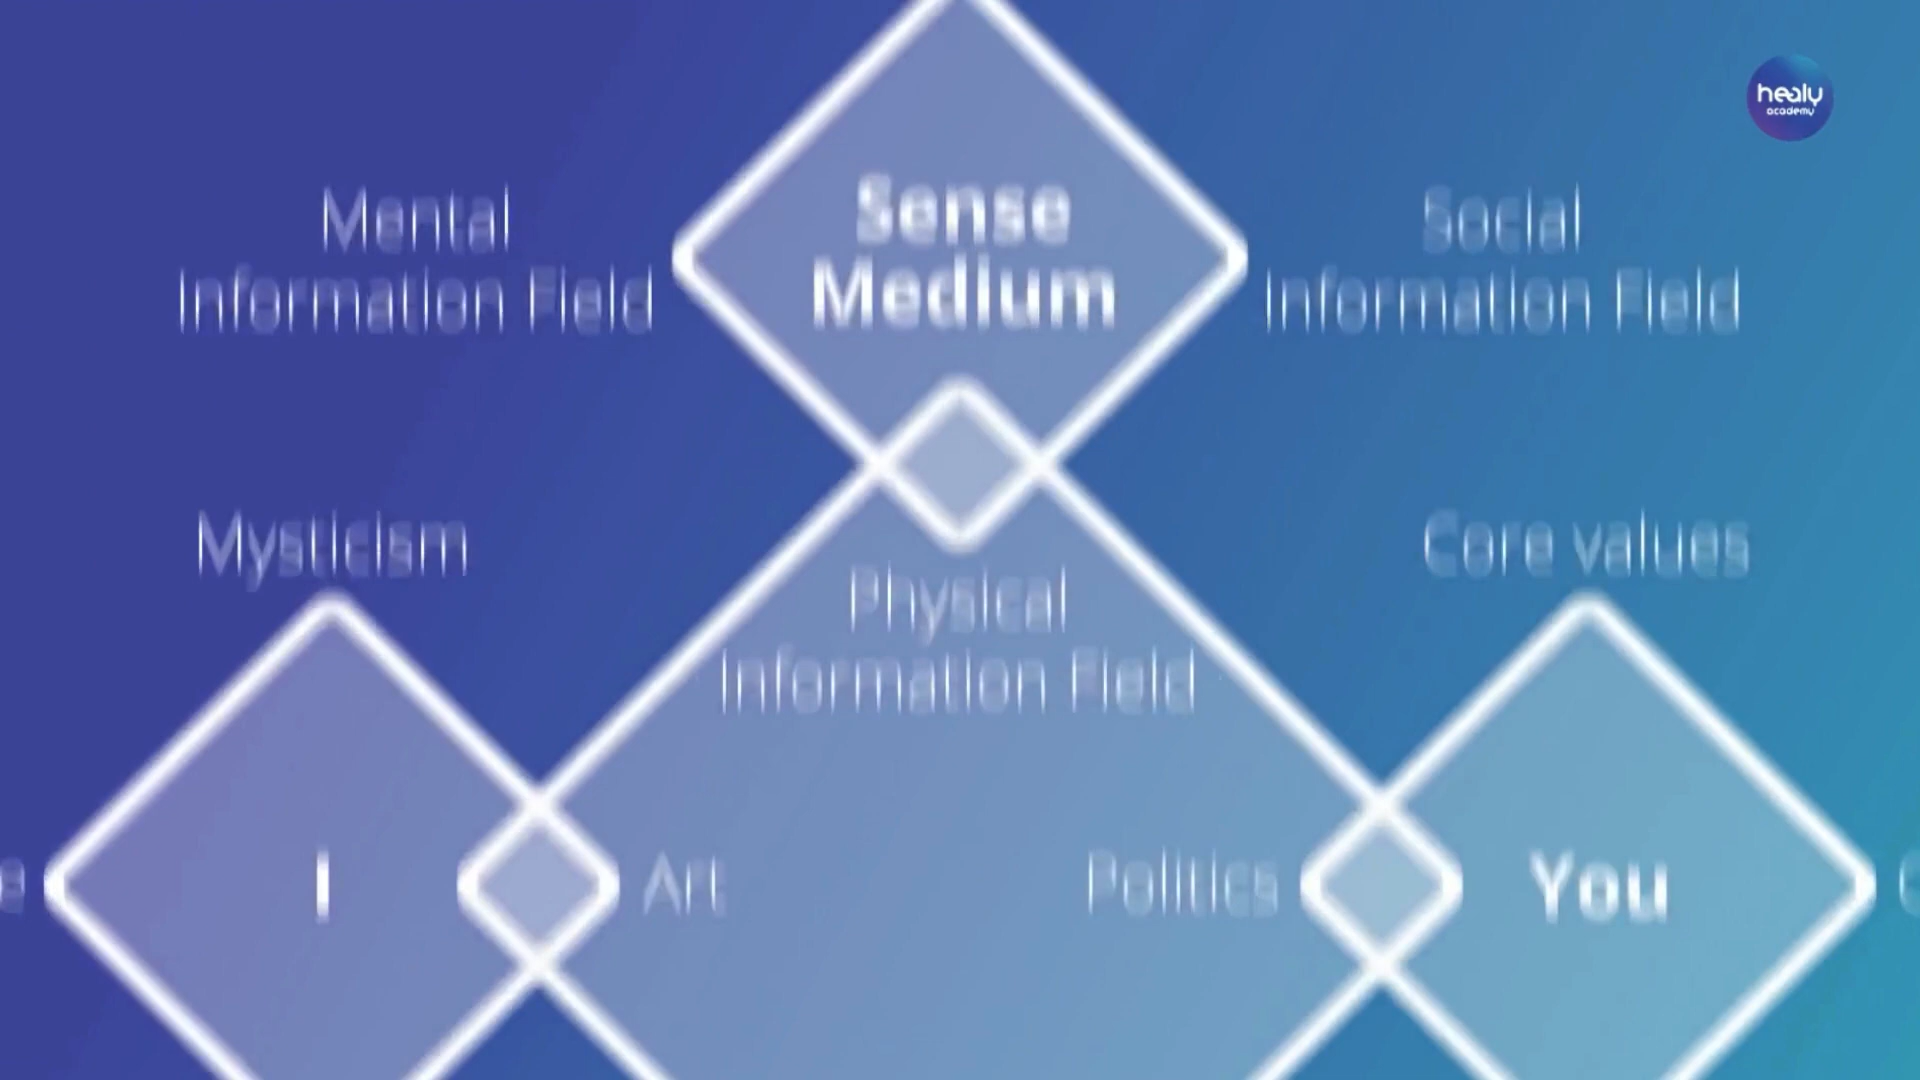 healy
academy
Sense
Medium
Mental
Information Field
Social
Information Field
Mysticism
Core values
Physical
Information Field
I
Art
Politics
You